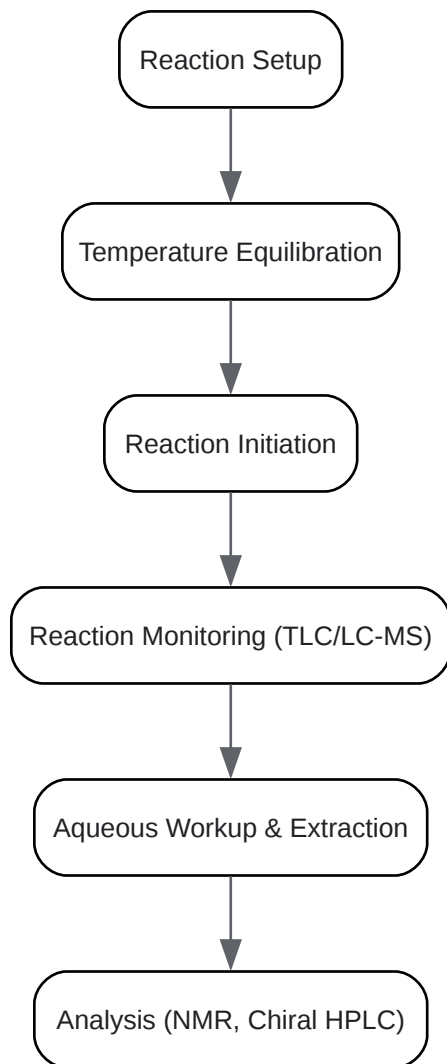 Reaction Setup
Temperature Equilibration
Reaction Initiation
Reaction Monitoring (TLC/LC-MS)
Aqueous Workup & Extraction
Analysis (NMR, Chiral HPLC)